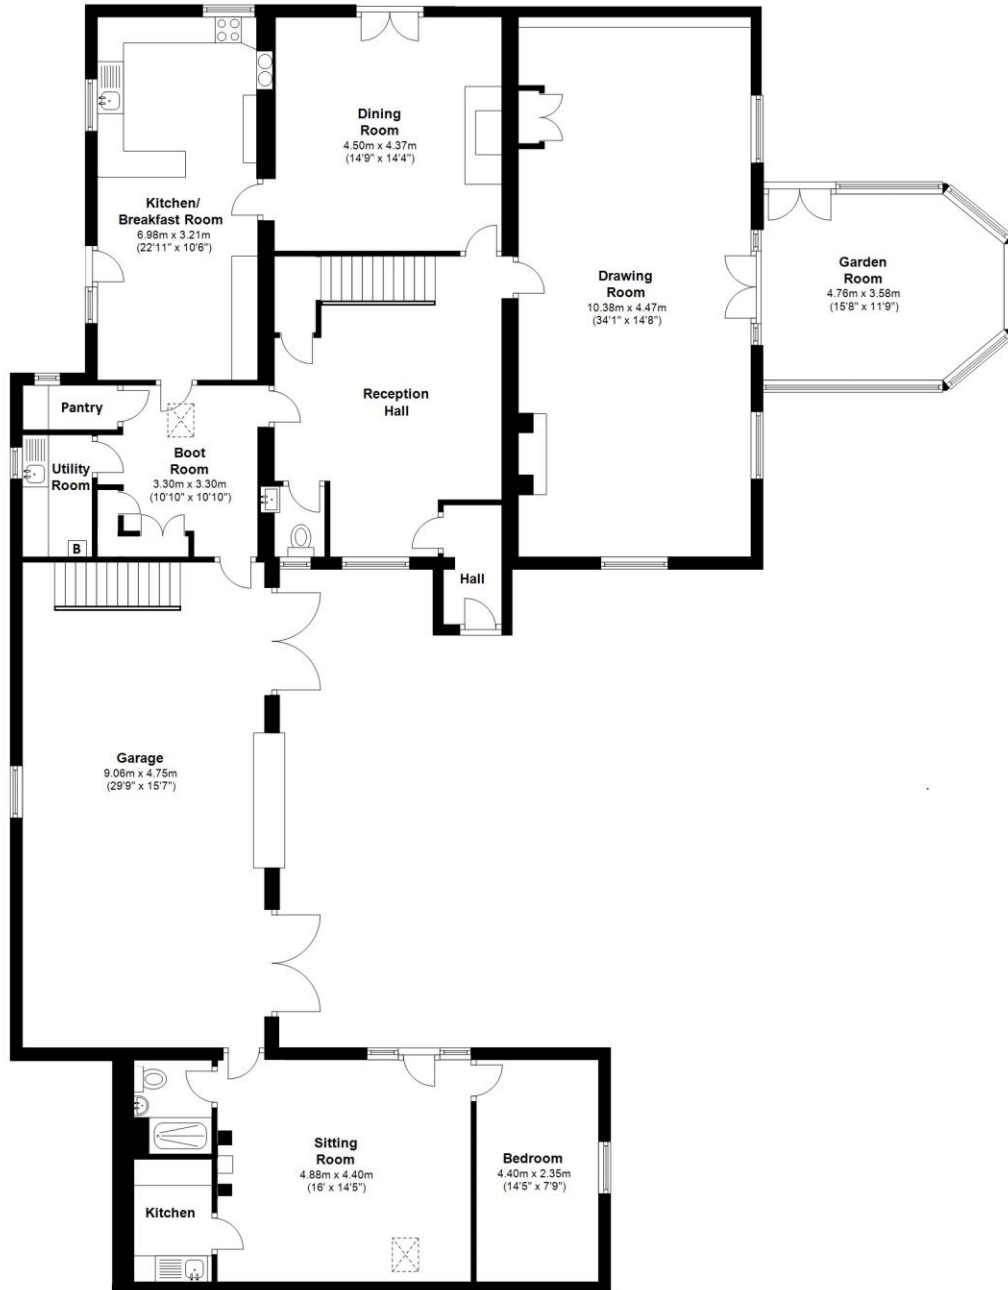 Dining
Room
4.50m x 4.37m
(14'9" x 14'4")
Kitchen/
Breakfast Room
6.98m x 3.21m
(22'11" x 10'6")
Drawing
Room
10.38m x 4.47m
(34'1" x 14'8")
Garden
Room
4.76m x 3.58m
(15'8" x 11'9")
Reception
Hall
Pantry
Boot
Room
3.30m x 3.30m
(10'10" x 10'10")
Utility
Room
B
Hall
Garage
9.06m x 4.75m
(29'9" x 15'7")
Sitting
Room
4.88m x 4.40m
(16' x 14'5")
Bedroom
4.40m x 2.35m
(14'5" x 7'9")
Kitchen